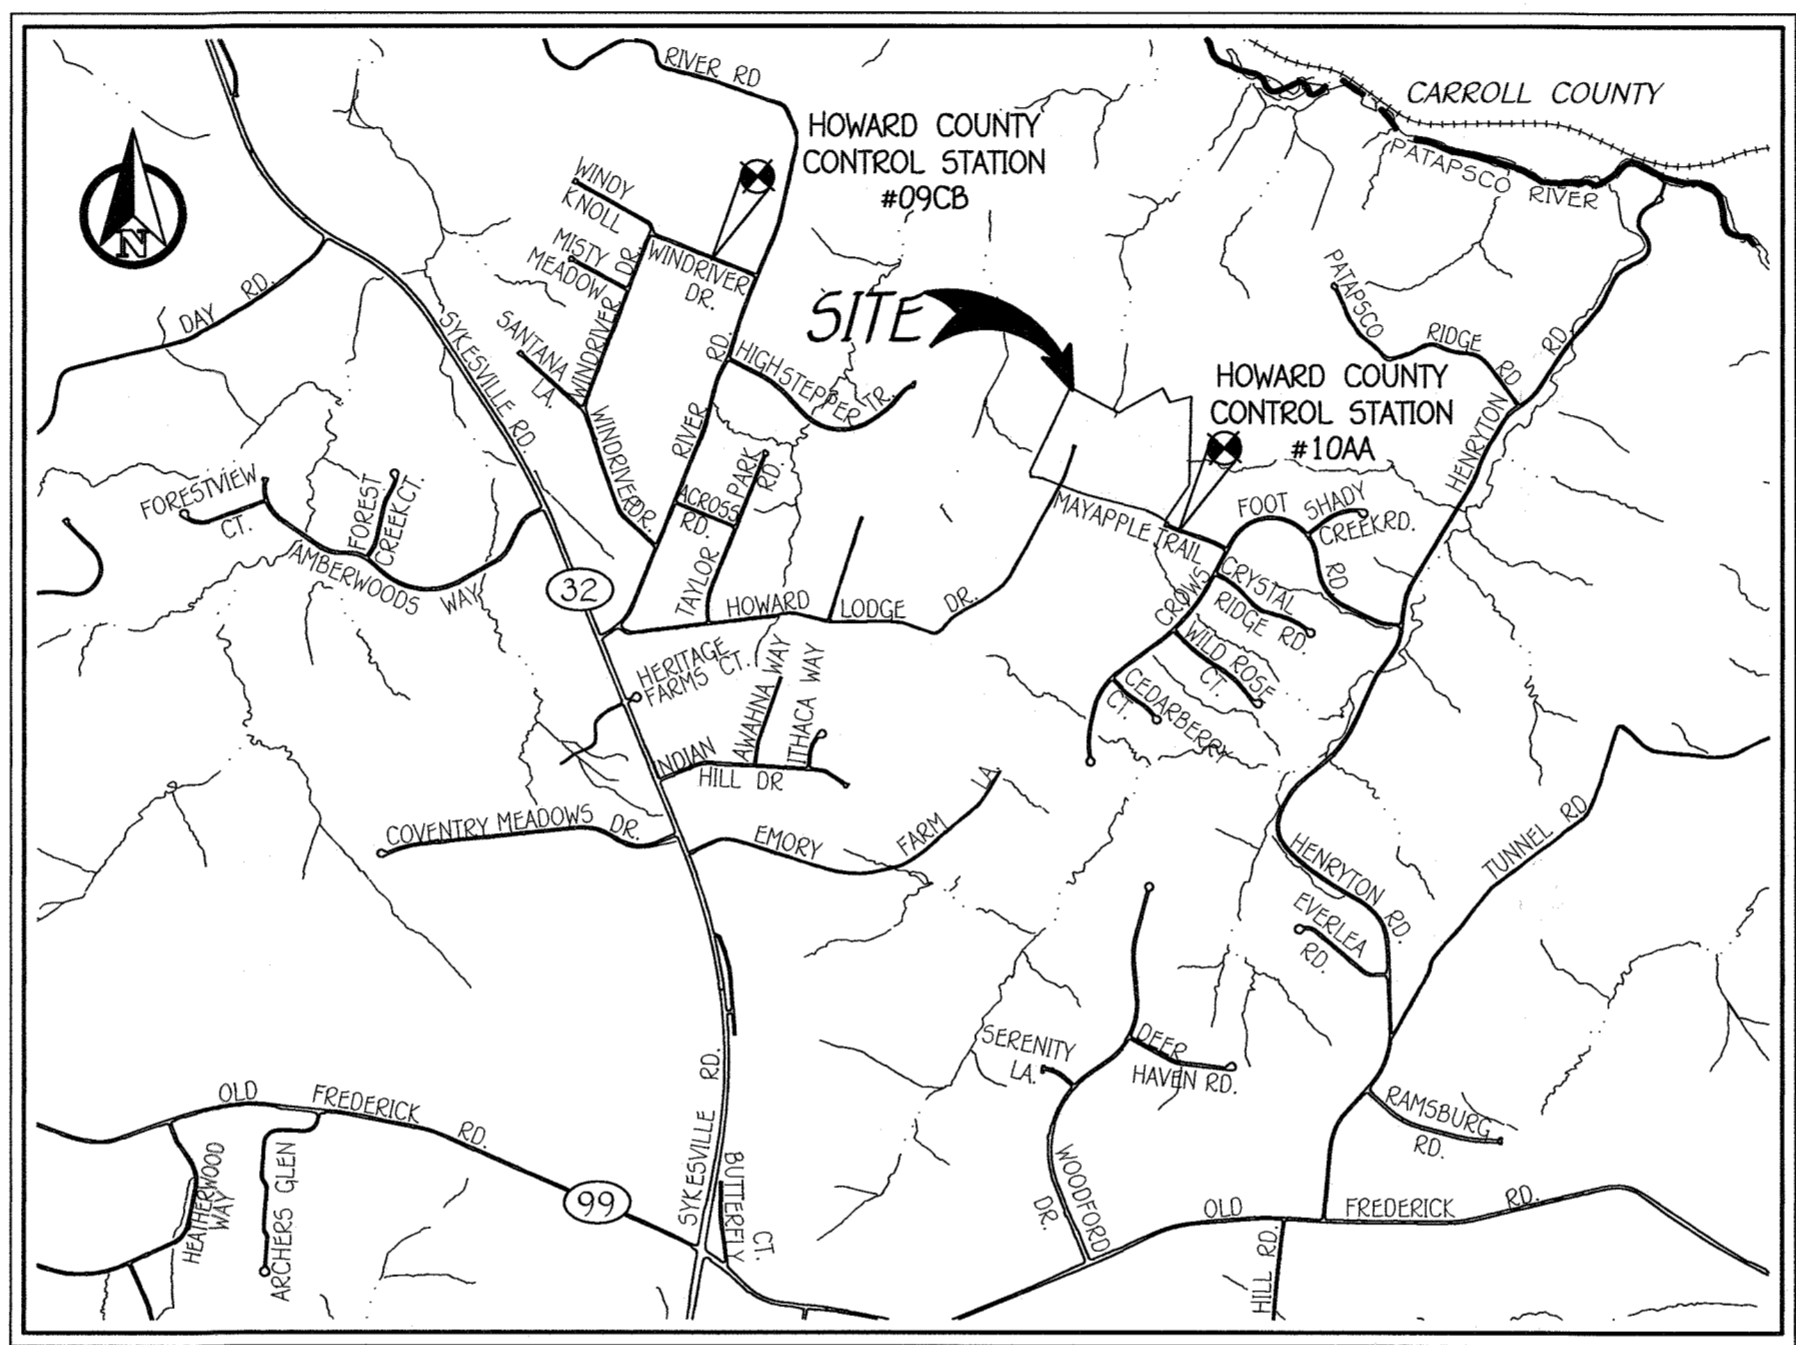 RIVER RD
CARROLL COUNTY
HOWARD COUNTY
CONTROL STATION
#09CB
PATAPSCO RIVER
WINDY
KNOLL
MISTY
MEADOW
WINDRIVER DR.
WINDRIVER
DR.
N
DAY RD.
SYKESVILLE RD.
SANTANA
LA.
SITE
PATAPSCO RIDGE RD
HENRYTON RD
HIGHSTEPPER TR.
RIVER RD.
HOWARD COUNTY
CONTROL STATION
#10AA
WINDRIVER DR.
ACROSS
RD.
PARK
RD.
TAYLOR
FORESTVIEW
CT.
FOREST
CREEK CT.
AMBERWOODS WAY
32
MAYAPPLE TRAIL
CROWS FOOT RD
SHADY
CREEK RD.
CRYSTAL
RIDGE RD.
WILD ROSE
CT.
CEDARBERRY
CT.
HOWARD LODGE DR.
HERITAGE
FARMS CT.
AWAHNA WAY
ITHACA WAY
INDIAN
HILL DR
COVENTRY MEADOWS DR.
EMORY FARM LA.
TUNNEL RD
HENRYTON RD.
EVERLEA
RD.
SERENITY
LA.
DEER
HAVEN RD.
RAMSBURG
RD.
OLD FREDERICK RD.
HEATHERWOOD
WAY
ARCHERS GLEN
99
SYKESVILLE RD.
BUTTERFLY
CT.
WOODFORD
DR.
OLD FREDERICK RD.
HILL RD.